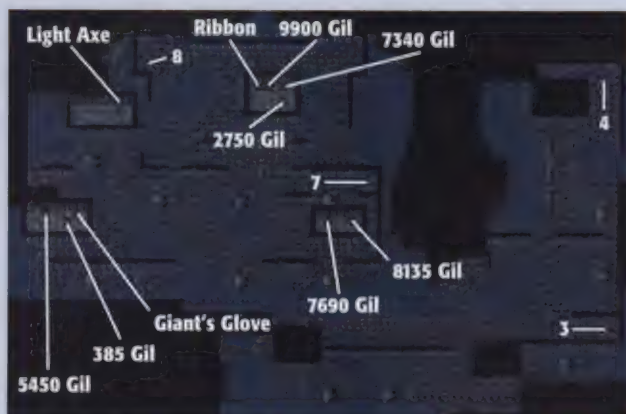 Light Axe
8
Ribbon
9900 Gil
7340 Gil
2750 Gil
4
7
8135 Gil
7690 Gil
Giant's Glove
385 Gil
5450 Gil
3